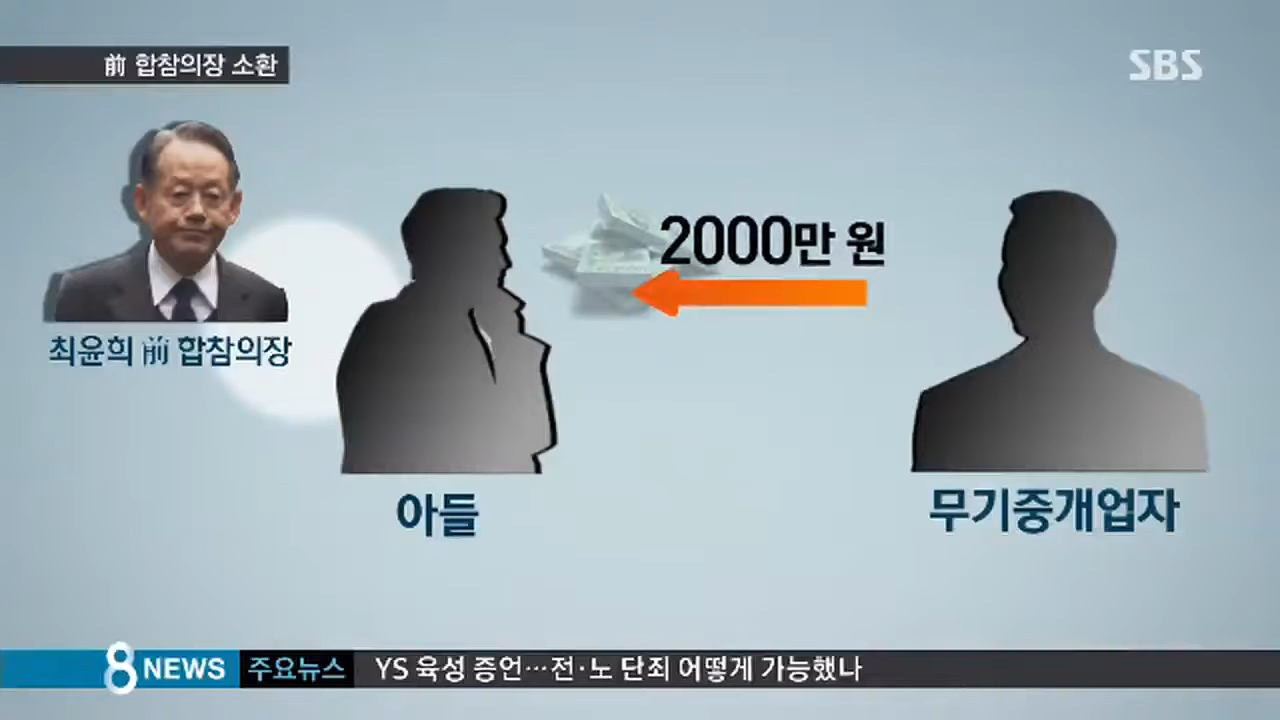 前 합참의장 소환
SBS
2000만 원
최윤희 前 합참의장
아들
무기중개업자
8 NEWS 주요뉴스 YS 육성 증언…전·노 단죄 어떻게 가능했나